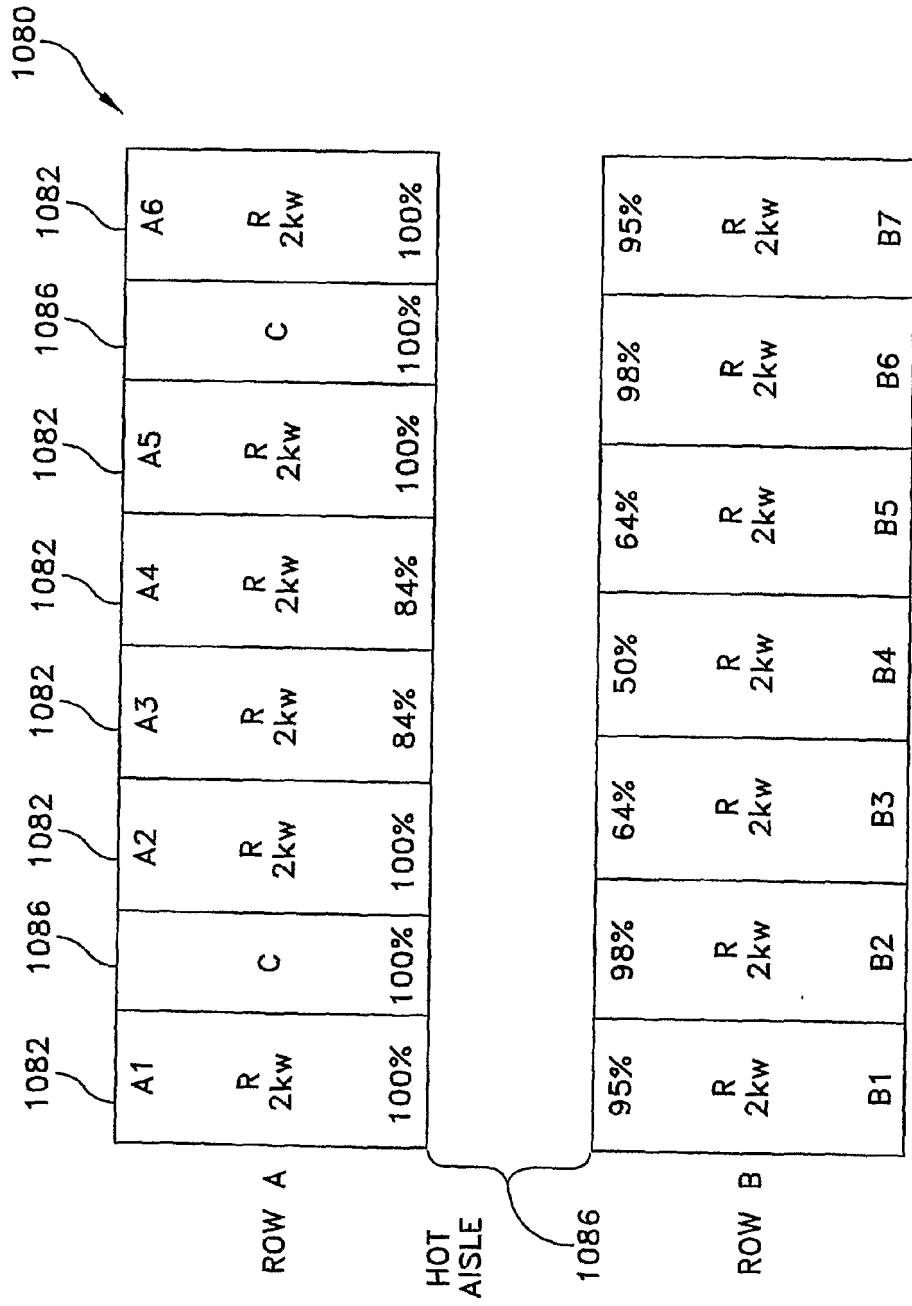 1080
1082
1086
1082
1082
1082
1082
1086
1082
A1
R
2kw
100%
C
100%
A2
R
2kw
100%
A3
R
2kw
84%
A4
R
2kw
84%
A5
R
2kw
100%
C
100%
A6
R
2kw
100%
ROW A
HOT
AISLE
1086
ROW B
95%
R
2kw
B1
98%
R
2kw
B2
64%
R
2kw
B3
50%
R
2kw
B4
64%
R
2kw
B5
98%
R
2kw
B6
95%
R
2kw
B7